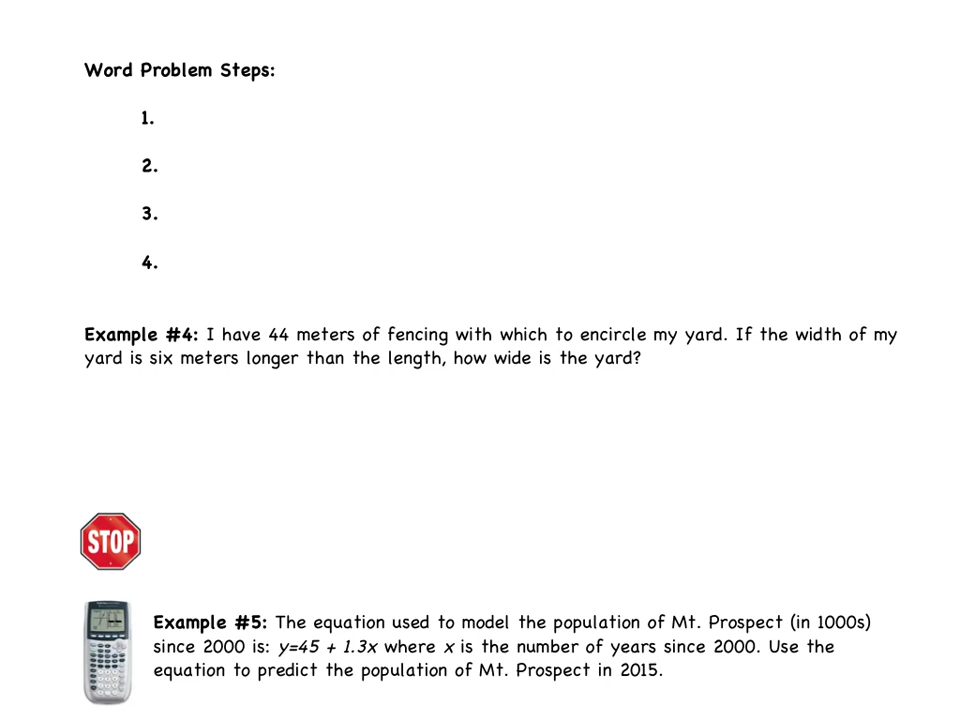 Word Problem Steps:
1.
2.
3.
4.
Example #4: I have 44 meters of fencing with which to encircle my yard. If the width of my
yard is six meters longer than the length, how wide is the yard?
STOP
Example #5: The equation used to model the population of Mt. Prospect (in 1000s)
since 2000 is: y=45 + 1.3x where x is the number of years since 2000. Use the
equation to predict the population of Mt. Prospect in 2015.